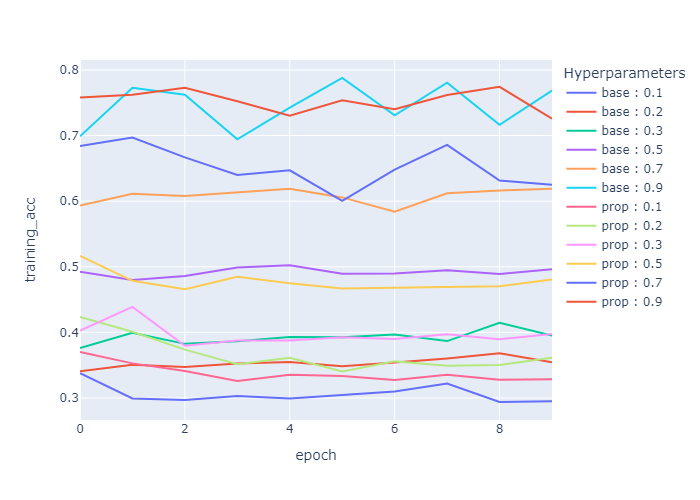 Hyperparameters
base : 0.1
base : 0.2
base : 0.3
base : 0.5
base : 0.7
base : 0.9
prop : 0.1
prop : 0.2
prop : 0.3
prop : 0.5
prop : 0.7
prop : 0.9
training_acc
0.8
0.7
0.6
0.5
0.4
0.3
0 2 4 6 8
epoch